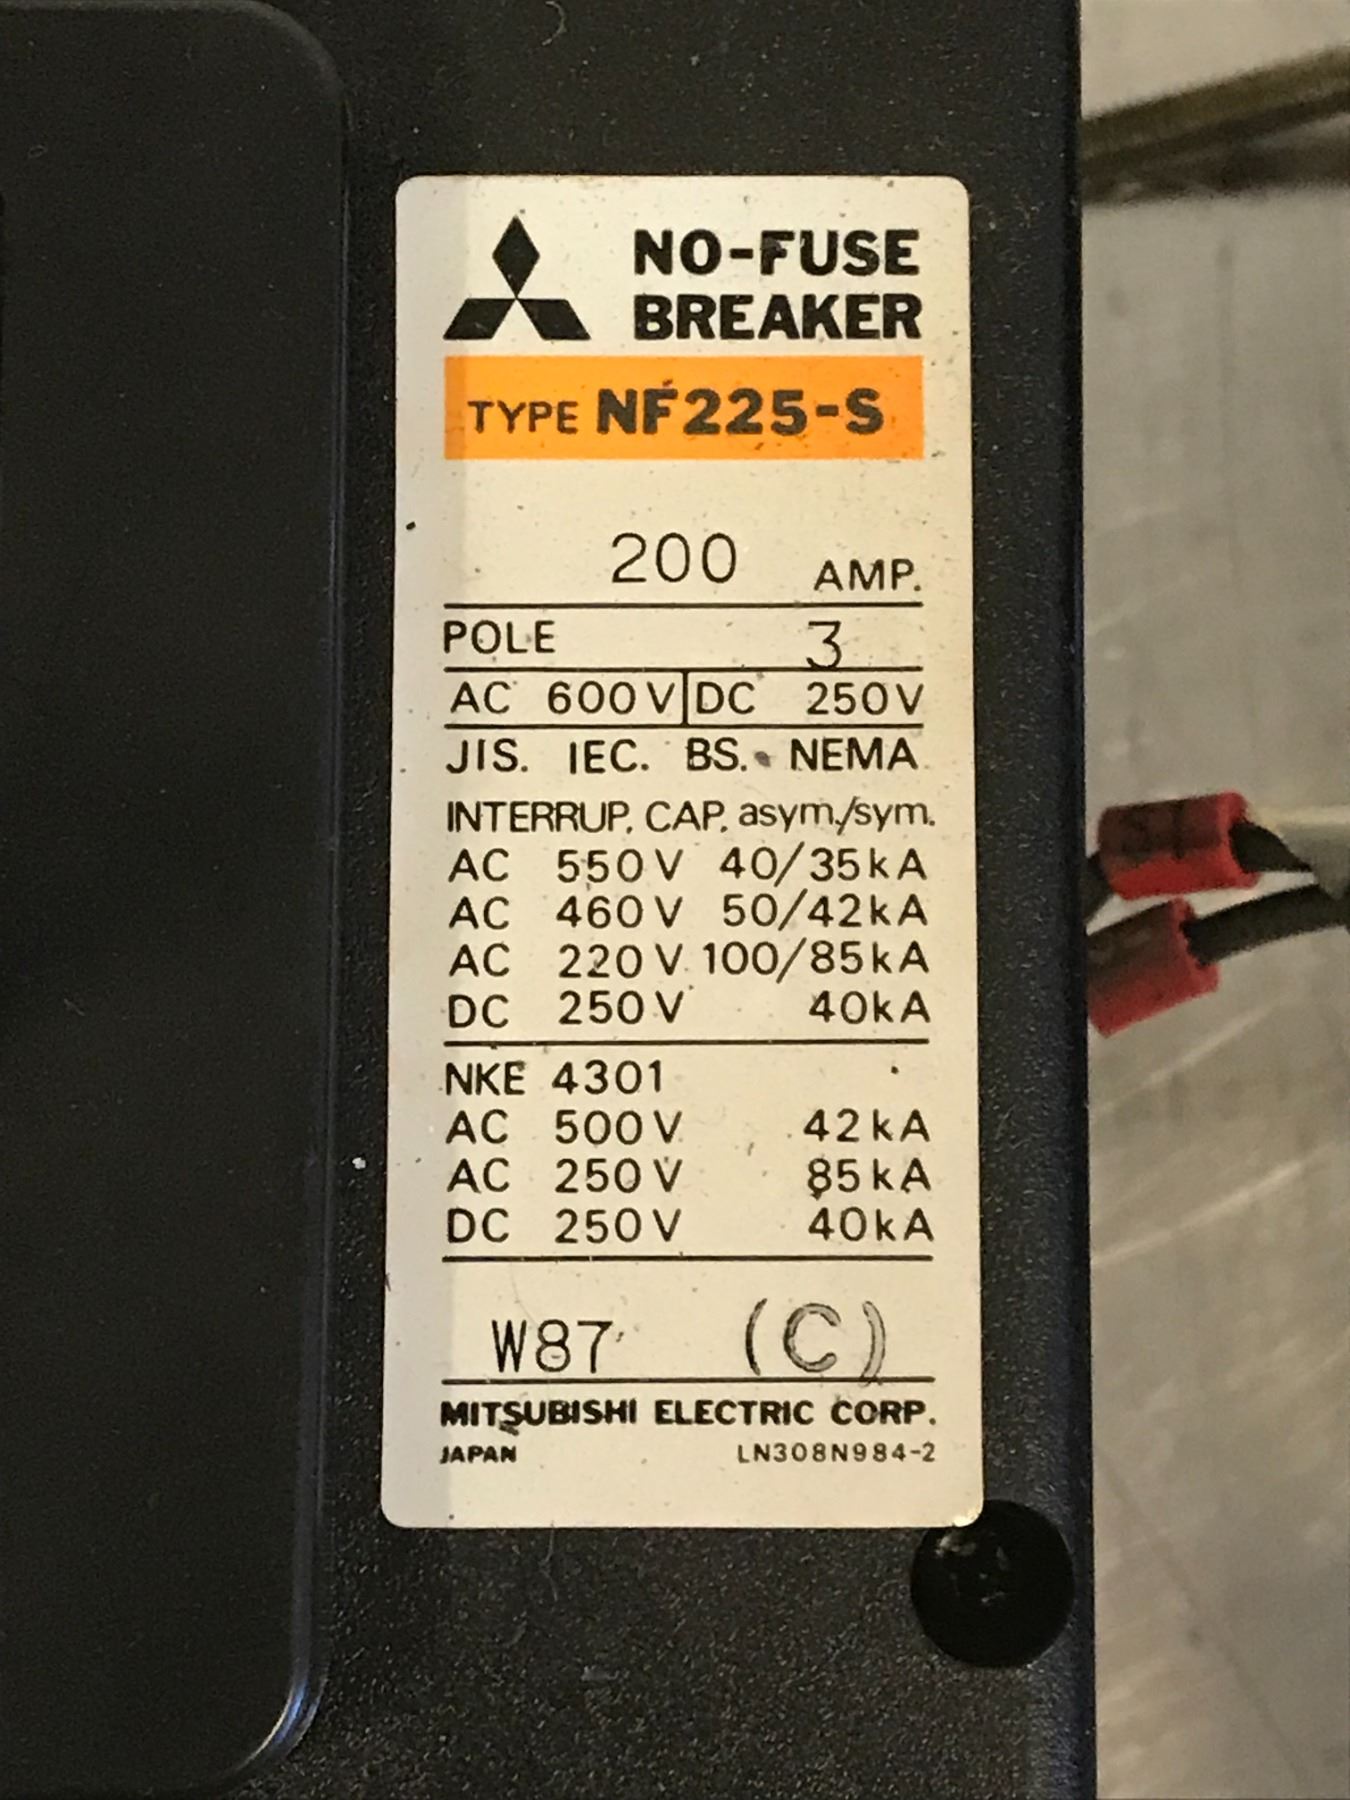 NO-FUSE
BREAKER
TYPE NF225-S
200 AMP.
POLE 3
AC 600V DC 250V
JIS. IEC. BS. NEMA
INTERRUP. CAP. asym./sym.
AC 550V 40/35kA
AC 460V 50/42kA
AC 220V 100/85kA
DC 250V 40kA
NKE 4301
AC 500V 42kA
AC 250V 85kA
DC 250V 40kA
W87 (C)
MITSUBISHI ELECTRIC CORP.
JAPAN LN308N984-2